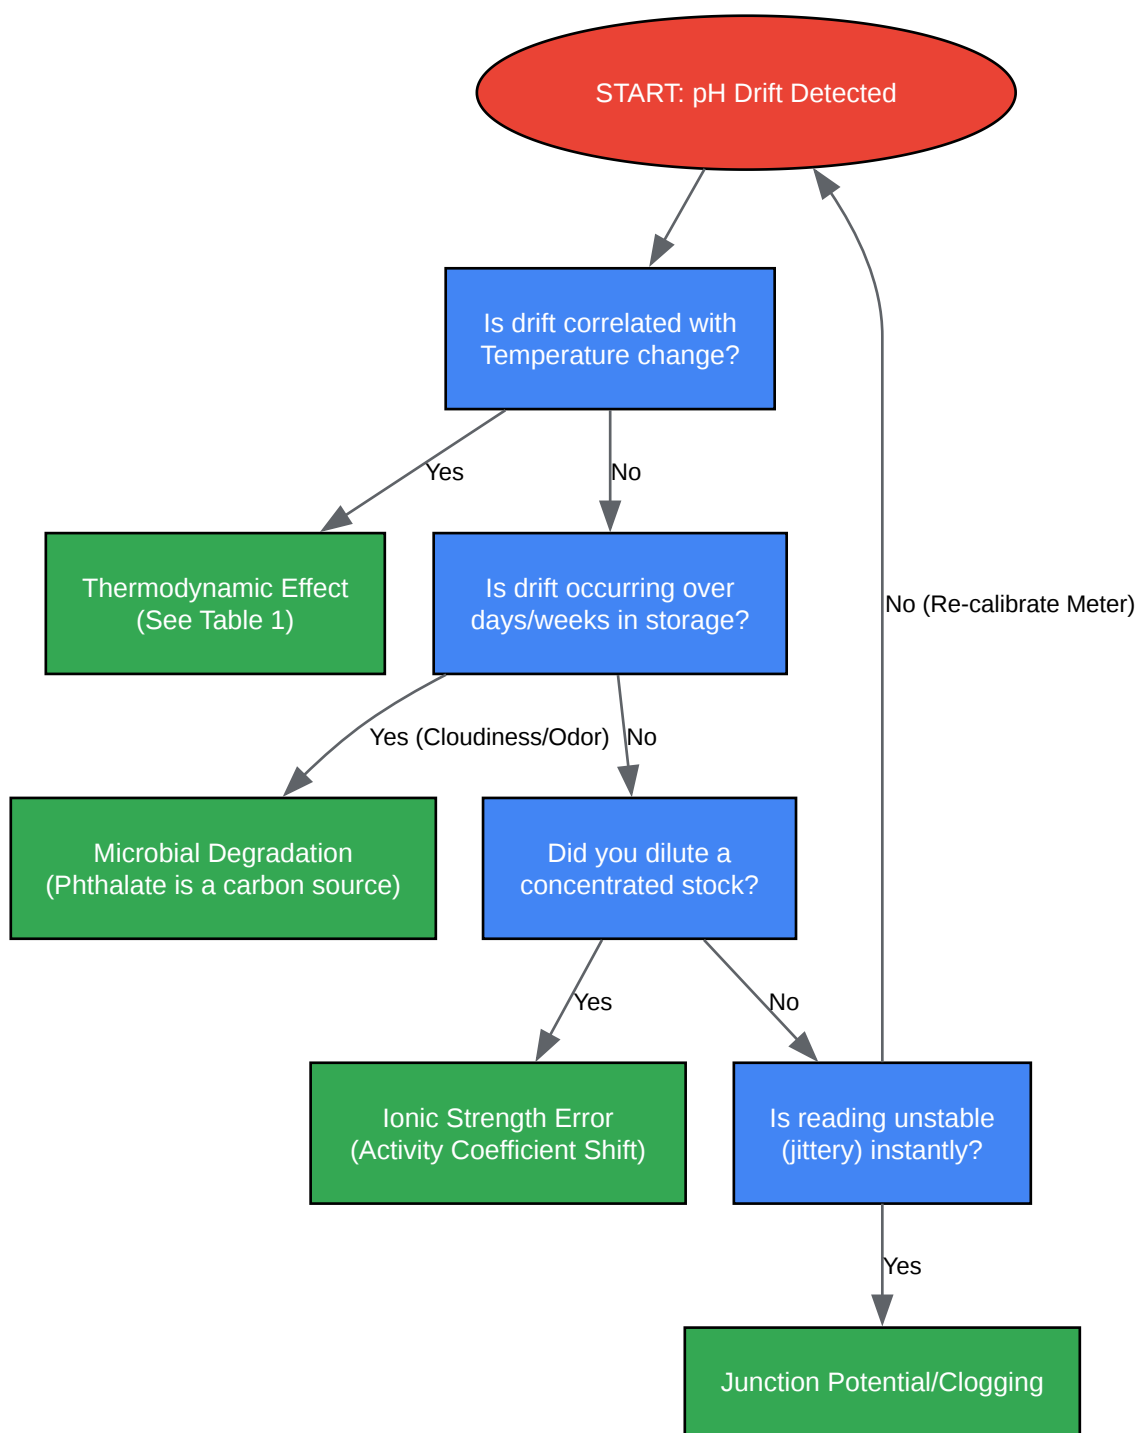 START: pH Drift Detected
Is drift correlated with
Temperature change?
Yes
No
Thermodynamic Effect
(See Table 1)
Is drift occurring over
days/weeks in storage?
No (Re-calibrate Meter)
Yes (Cloudiness/Odor)
No
Microbial Degradation
(Phthalate is a carbon source)
Did you dilute a
concentrated stock?
Yes
No
Ionic Strength Error
(Activity Coefficient Shift)
Is reading unstable
(jittery) instantly?
Yes
Junction Potential/Clogging